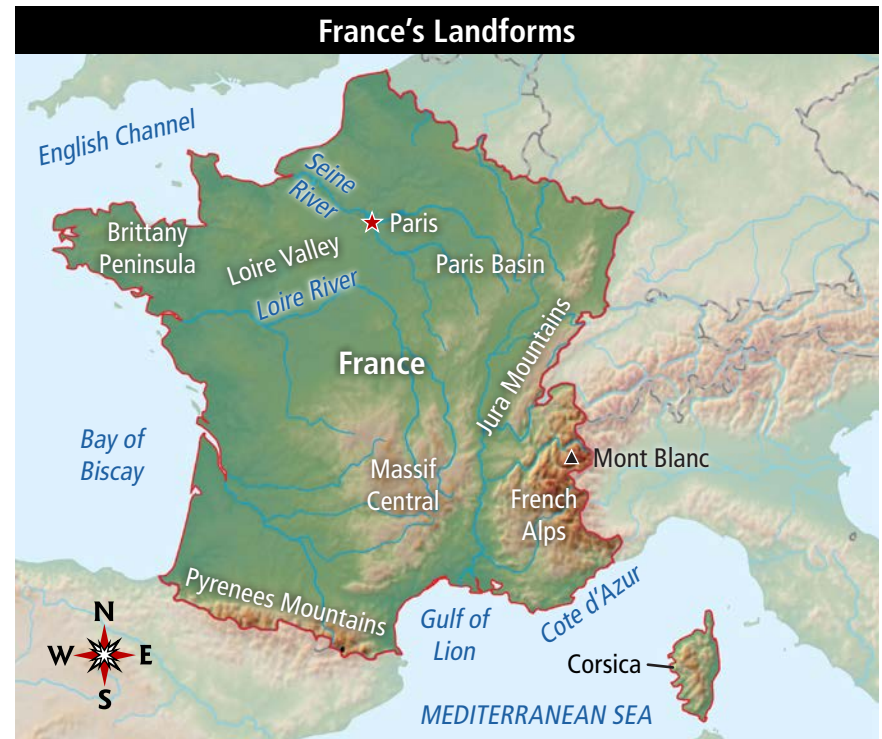 France’s Landforms
English Channel
Seine
River
Paris
Brittany
Peninsula
Loire Valley
Paris Basin
Loire River
Jura Mountains
France
Bay of
Biscay
Mont Blanc
Massif
Central
French
Alps
Pyrenees Mountains
Cote d’Azur
Gulf of
Lion
N
W
E
S
Corsica
MEDITERRANEAN SEA